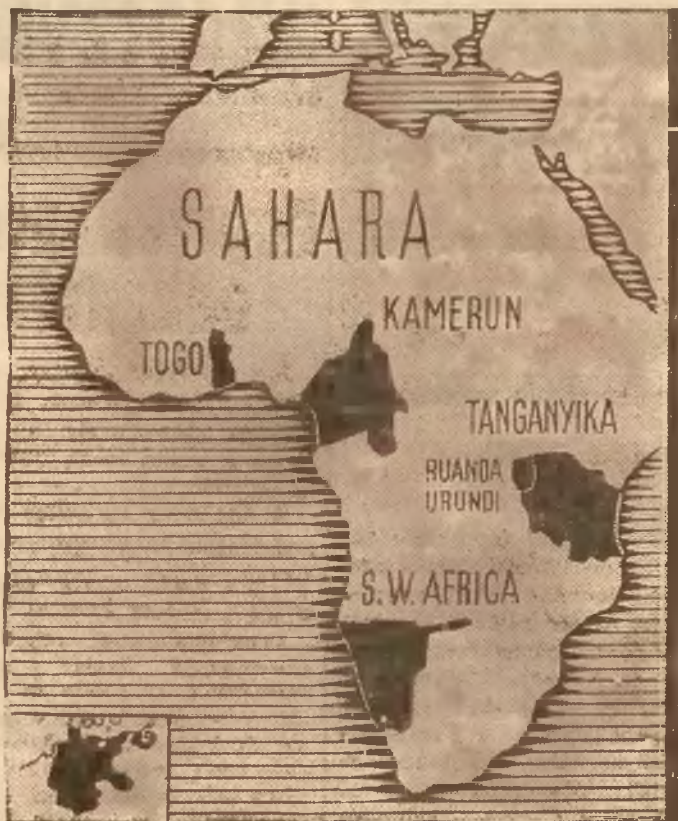 SAHARA
KAMERUN
TOGO
TANGANYIKA
RUANDA
URUNDI
S.W. AFRICA